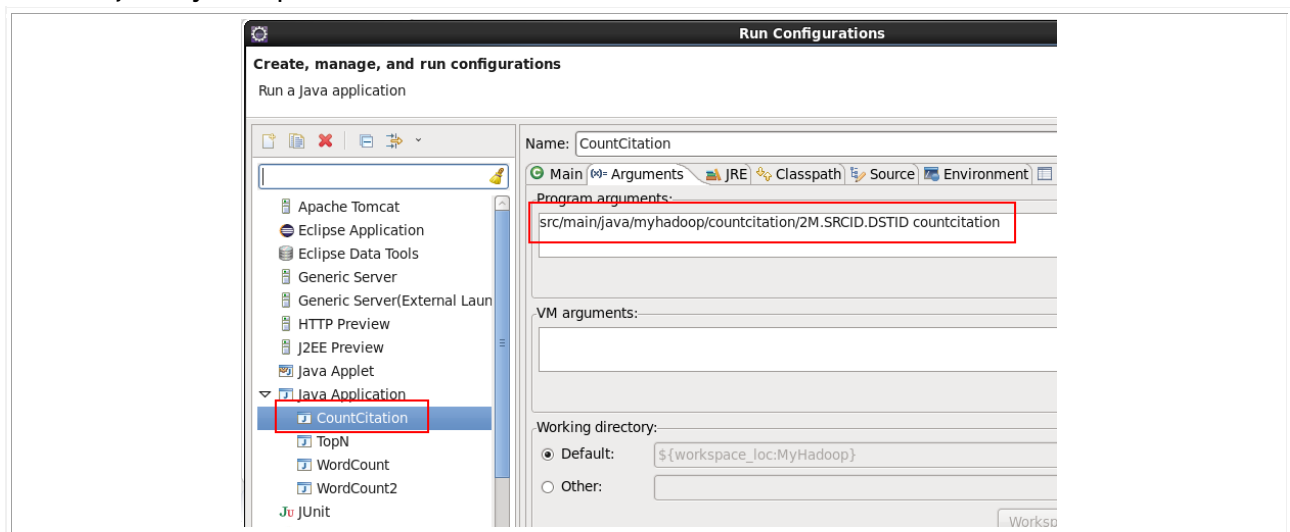 Run Configurations
Create, manage, and run configurations
Run a Java application
Name: CountCitation
Main (x)= Arguments JRE Classpath Source Environment
Program arguments:
src/main/java/myhadoop/countcitation/2M.SRCID.DSTID countcitation
Apache Tomcat
Eclipse Application
Eclipse Data Tools
Generic Server
Generic Server(External Laun
HTTP Preview
J2EE Preview
Java Applet
Java Application
CountCitation
TopN
WordCount
WordCount2
Ju JUnit
VM arguments:
Working directory:
Default: ${workspace_loc:MyHadoop}
Other:
Worksp